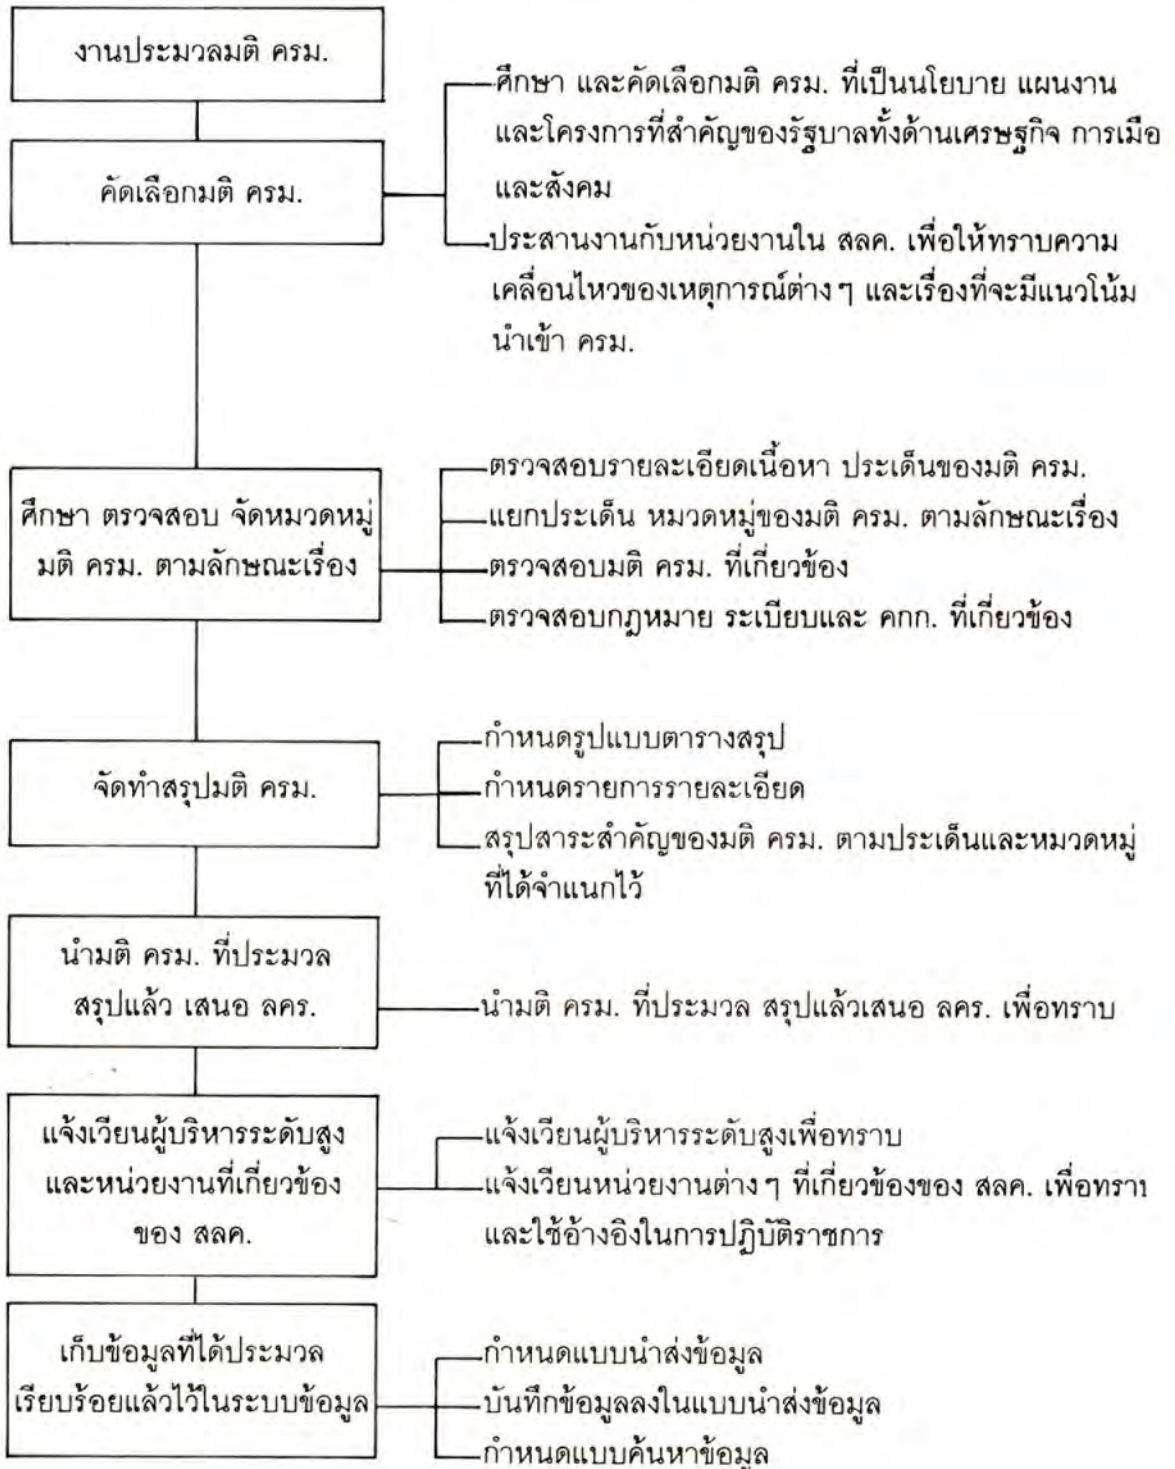 งานประมวลมติ ครม.
คัดเลือกมติ ครม.
ศึกษา และคัดเลือกมติ ครม. ที่เป็นนโยบาย แผนงาน
และโครงการที่สำคัญของรัฐบาลทั้งด้านเศรษฐกิจ การเมือ
และสังคม
ประสานงานกับหน่วยงานใน สลค. เพื่อให้ทราบความ
เคลื่อนไหวของเหตุการณ์ต่าง ๆ และเรื่องที่จะมีแนวโน้ม
นำเข้า ครม.
ศึกษา ตรวจสอบ จัดหมวดหมู่
มติ ครม. ตามลักษณะเรื่อง
ตรวจสอบรายละเอียดเนื้อหา ประเด็นของมติ ครม.
แยกประเด็น หมวดหมู่ของมติ ครม. ตามลักษณะเรื่อง
ตรวจสอบมติ ครม. ที่เกี่ยวข้อง
ตรวจสอบกฎหมาย ระเบียบและ คกก. ที่เกี่ยวข้อง
จัดทำสรุปมติ ครม.
กำหนดรูปแบบตารางสรุป
กำหนดรายการรายละเอียด
สรุปสาระสำคัญของมติ ครม. ตามประเด็นและหมวดหมู่
ที่ได้จำแนกไว้
นำมติ ครม. ที่ประมวล
สรุปแล้ว เสนอ ลคร.
นำมติ ครม. ที่ประมวล สรุปแล้วเสนอ ลคร. เพื่อทราบ
แจ้งเวียนผู้บริหารระดับสูง
และหน่วยงานที่เกี่ยวข้อง
ของ สลค.
แจ้งเวียนผู้บริหารระดับสูงเพื่อทราบ
แจ้งเวียนหน่วยงานต่าง ๆ ที่เกี่ยวข้องของ สลค. เพื่อทราบ
และใช้อ้างอิงในการปฏิบัติราชการ
เก็บข้อมูลที่ได้ประมวล
เรียบร้อยแล้วไว้ในระบบข้อมูล
กำหนดแบบนำส่งข้อมูล
บันทึกข้อมูลลงในแบบนำส่งข้อมูล
กำหนดแบบค้นหาข้อมูล